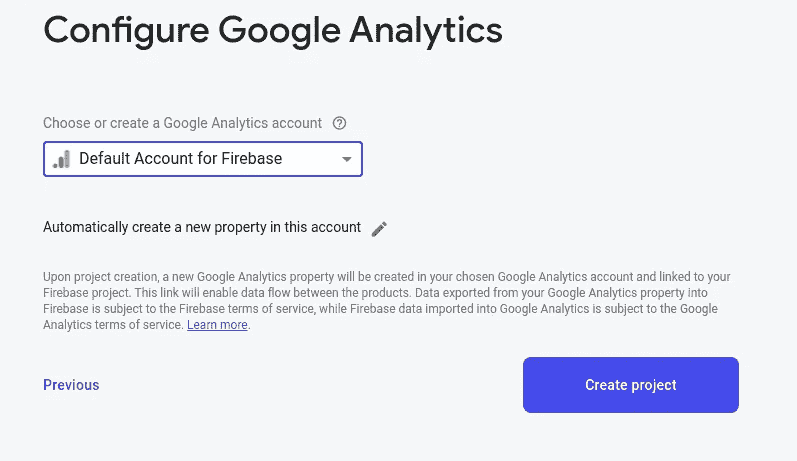 Configure Google Analytics
Choose or create a Google Analytics account
Default Account for Firebase
Automatically create a new property in this account
Upon project creation, a new Google Analytics property will be created in your chosen Google Analytics account and linked to your
Firebase project. This link will enable data flow between the products. Data exported from your Google Analytics property into
Firebase is subject to the Firebase terms of service, while Firebase data imported into Google Analytics is subject to the Google
Analytics terms of service. Learn more.
Previous
Create project